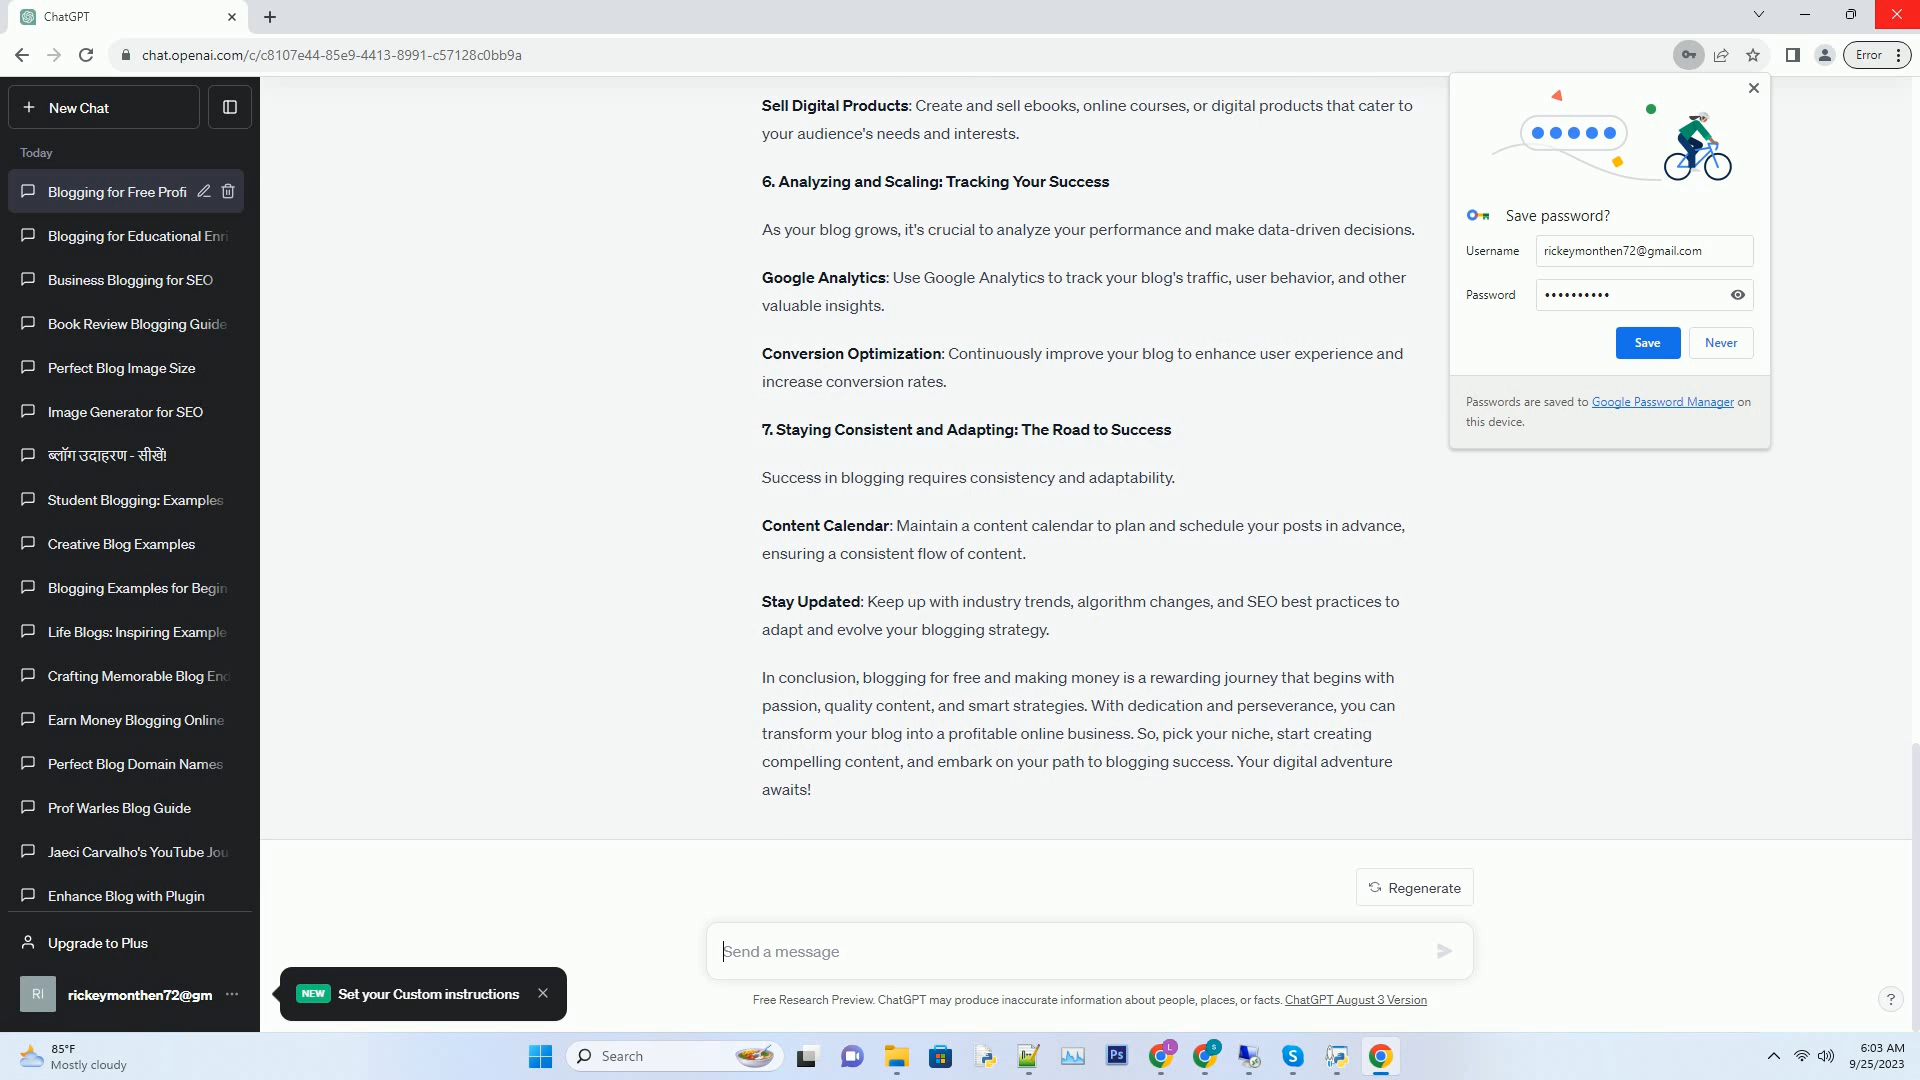 ChatGPT
chat.openai.com/c/c8107e44-85e9-4413-8991-c57128c0bb9a
Error
New Chat
Today
Blogging for Free Profi
Blogging for Educational Enri
Business Blogging for SEO
Book Review Blogging Guide
Perfect Blog Image Size
Image Generator for SEO
ब्लॉग उदाहरण - सीखें!
Student Blogging: Examples
Creative Blog Examples
Blogging Examples for Begin
Life Blogs: Inspiring Example
Crafting Memorable Blog End
Earn Money Blogging Online
Perfect Blog Domain Names
Prof Warles Blog Guide
Jaeci Carvalho's YouTube Jou
Enhance Blog with Plugin
Upgrade to Plus
RI
rickeymonthen72@gm
Sell Digital Products: Create and sell ebooks, online courses, or digital products that cater to
your audience's needs and interests.
6. Analyzing and Scaling: Tracking Your Success
As your blog grows, it's crucial to analyze your performance and make data-driven decisions.
Google Analytics: Use Google Analytics to track your blog's traffic, user behavior, and other
valuable insights.
Conversion Optimization: Continuously improve your blog to enhance user experience and
increase conversion rates.
7. Staying Consistent and Adapting: The Road to Success
Success in blogging requires consistency and adaptability.
Content Calendar: Maintain a content calendar to plan and schedule your posts in advance,
ensuring a consistent flow of content.
Stay Updated: Keep up with industry trends, algorithm changes, and SEO best practices to
adapt and evolve your blogging strategy.
In conclusion, blogging for free and making money is a rewarding journey that begins with
passion, quality content, and smart strategies. With dedication and perseverance, you can
transform your blog into a profitable online business. So, pick your niche, start creating
compelling content, and embark on your path to blogging success. Your digital adventure
awaits!
Save password?
Username
rickeymonthen72@gmail.com
Password
••••••••••
Save
Never
Passwords are saved to Google Password Manager on
this device.
Regenerate
Send a message
NEW Set your Custom instructions
Free Research Preview. ChatGPT may produce inaccurate information about people, places, or facts. ChatGPT August 3 Version
?
85°F
Mostly cloudy
Search
Ps
L
S
S
6:03 AM
9/25/2023